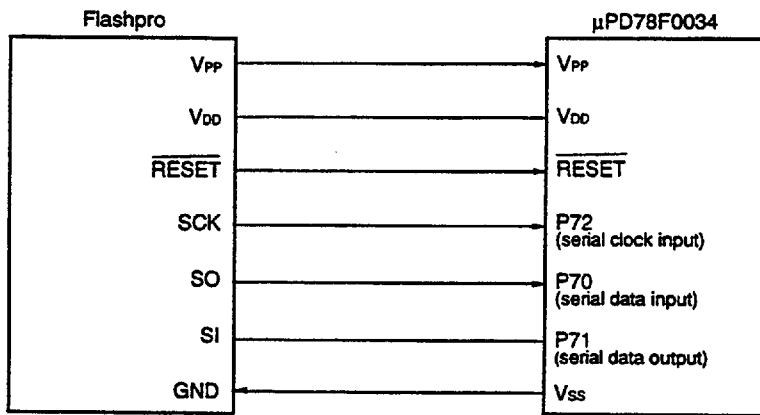 Flashpro
μPD78F0034
VPP
VPP
VDD
VDD
RESET
RESET
SCK
P72
(serial clock input)
SO
P70
(serial data input)
SI
P71
(serial data output)
GND
VSS